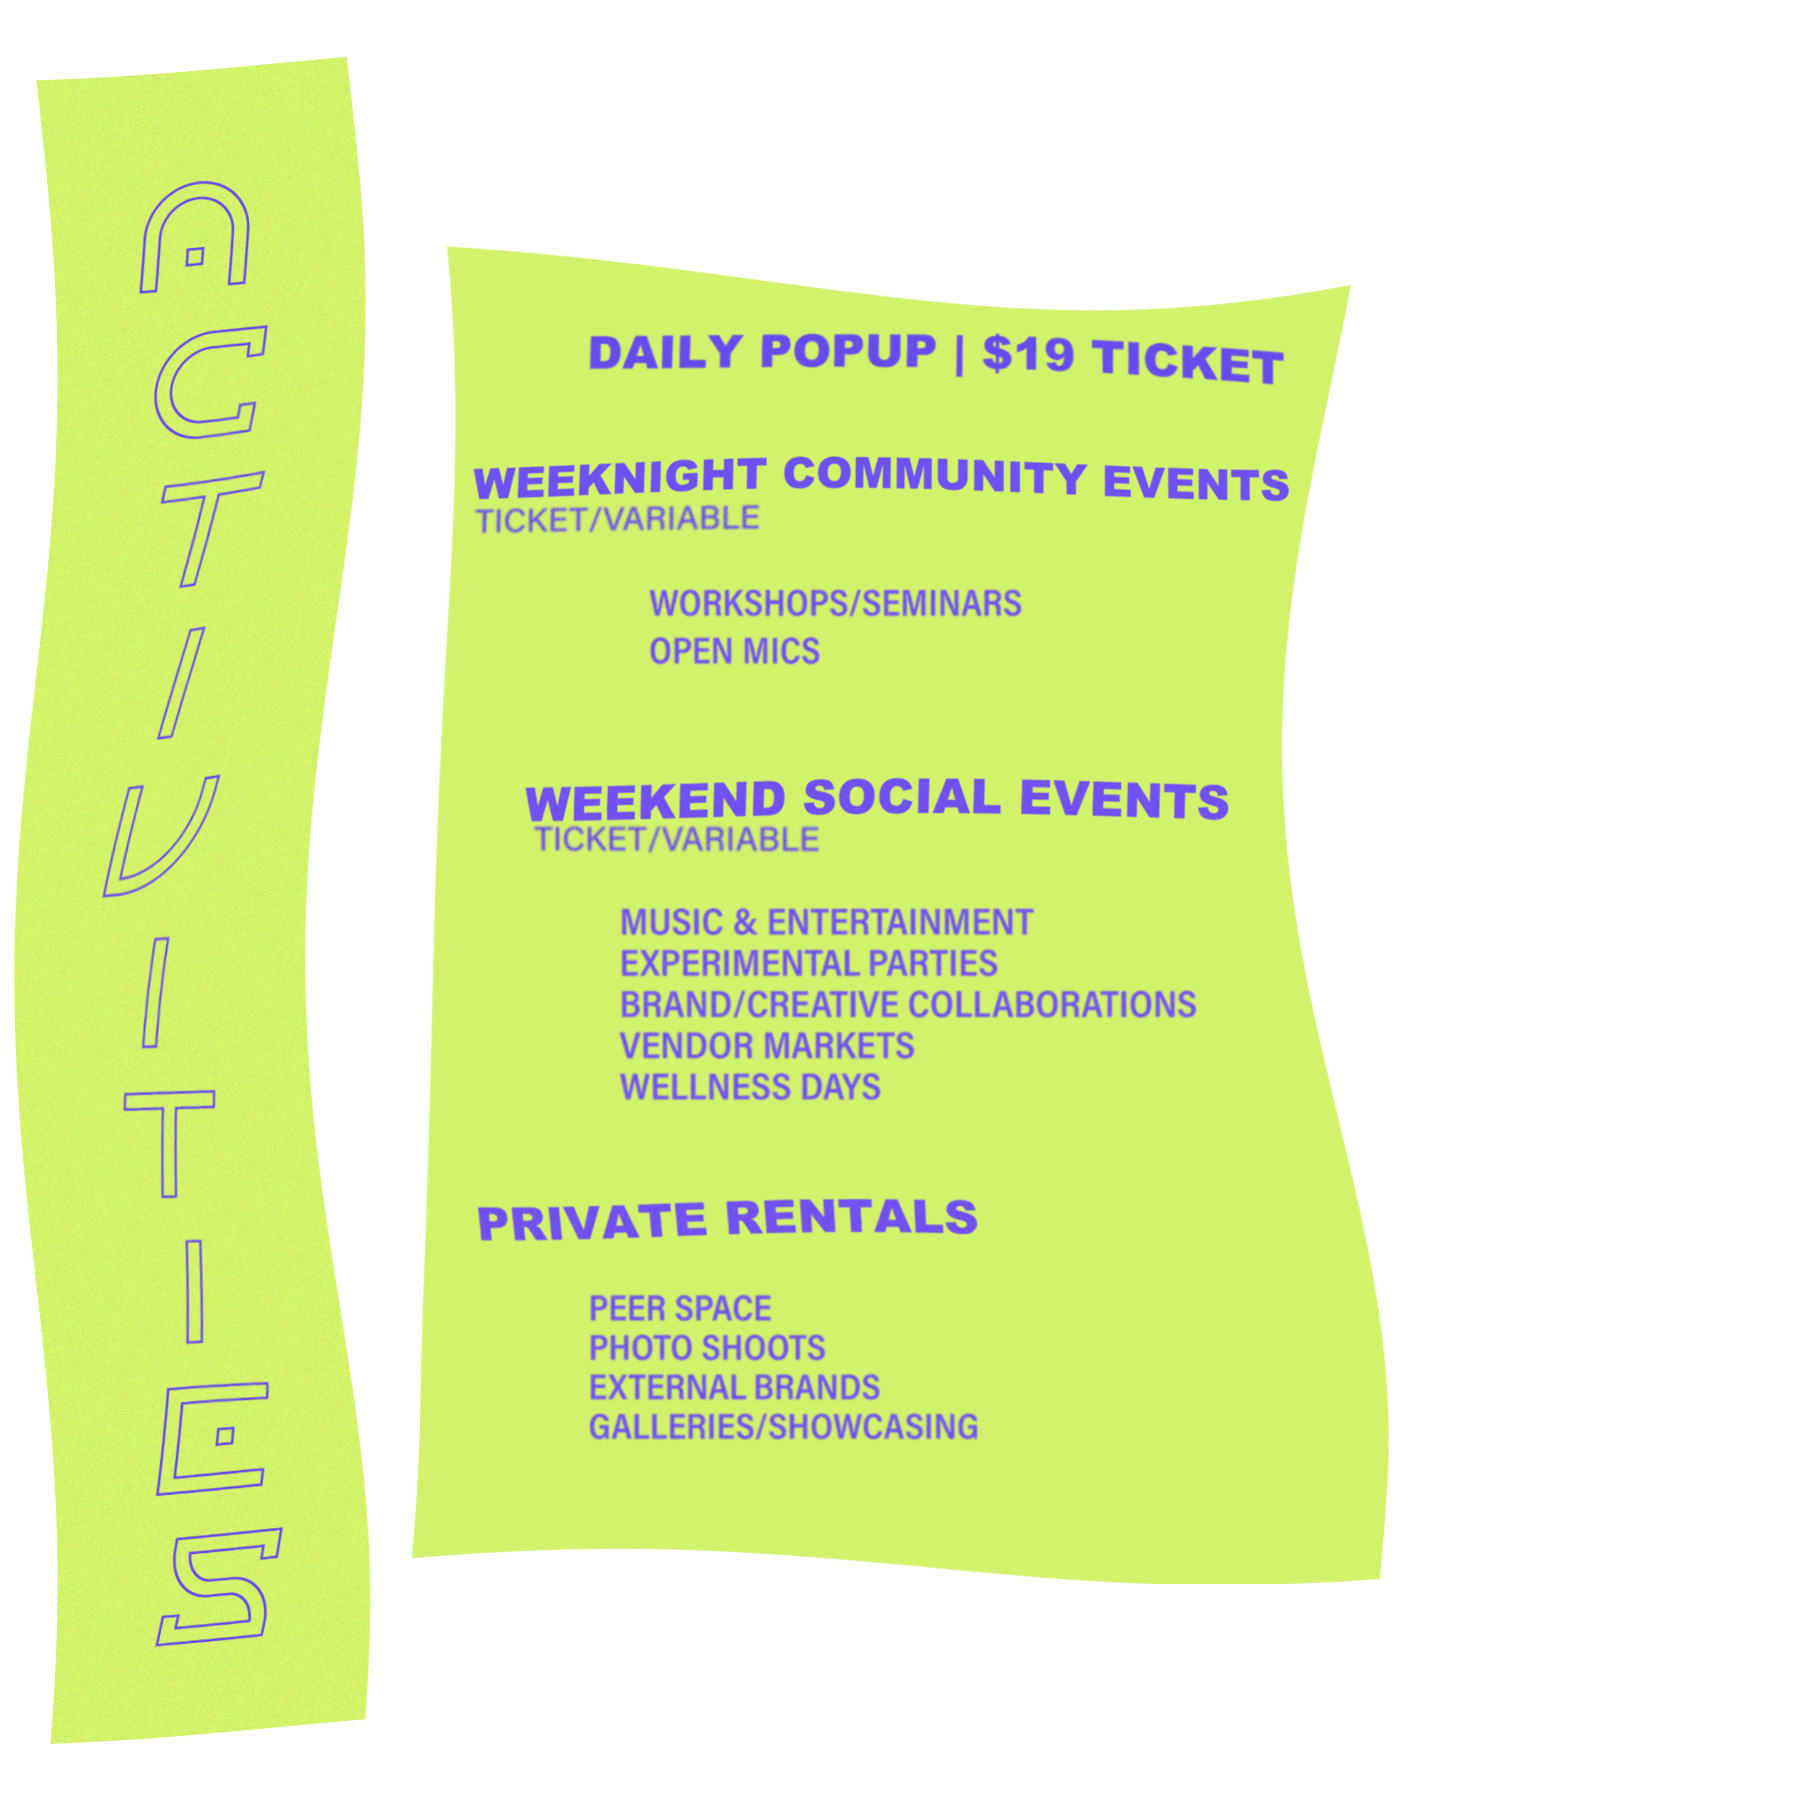 ACTIVITIES
DAILY POPUP | $19 TICKET
WEEKNIGHT COMMUNITY EVENTS
TICKET/VARIABLE
WORKSHOPS/SEMINARS
OPEN MICS
WEEKEND SOCIAL EVENTS
TICKET/VARIABLE
MUSIC & ENTERTAINMENT
EXPERIMENTAL PARTIES
BRAND/CREATIVE COLLABORATIONS
VENDOR MARKETS
WELLNESS DAYS
PRIVATE RENTALS
PEER SPACE
PHOTO SHOOTS
EXTERNAL BRANDS
GALLERIES/SHOWCASING